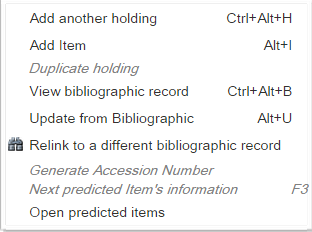 Add another holding Ctrl+Alt+H
Add Item Alt+I
Duplicate holding
View bibliographic record Ctrl+Alt+B
Update from Bibliographic Alt+U
Relink to a different bibliographic record
Generate Accession Number
Next predicted Item's information F3
Open predicted items